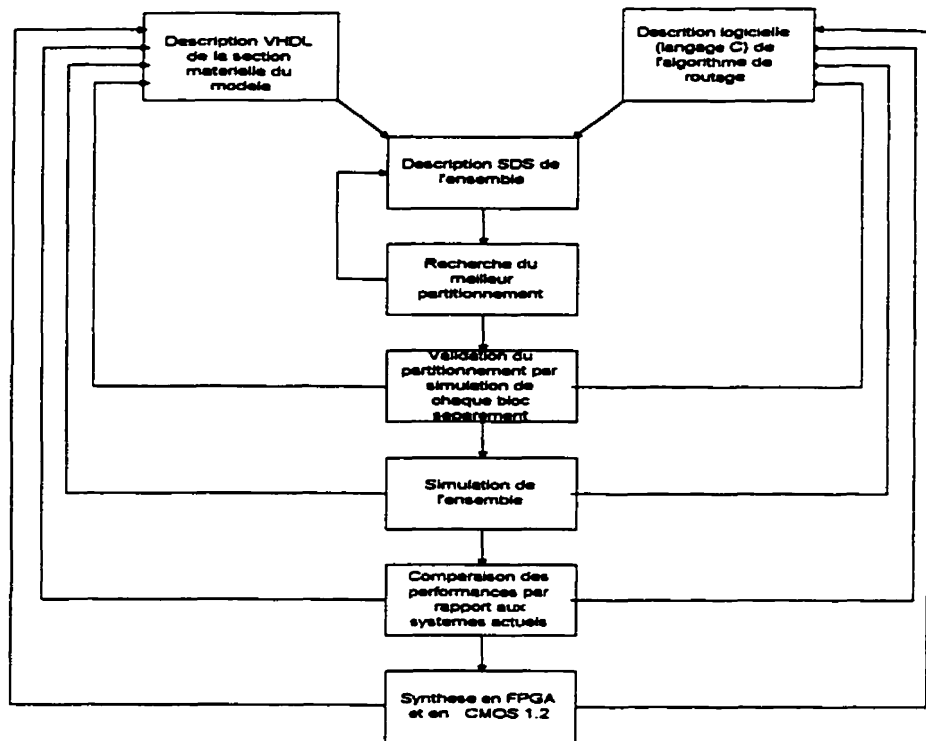 Description VHDL
de la section
materielle du
modele
Descrition logicielle
(langage C) de
l'algorithme de
routage
Description SDS de
l'ensemble
Recherche du
meilleur
partitionnement
Validation du
partitionnement par
simulation de
chaque bloc
separement
Simulation de
l'ensemble
Comparaison des
performances par
rapport aux
systemes actuels
Synthese en FPGA
et en CMOS 1.2